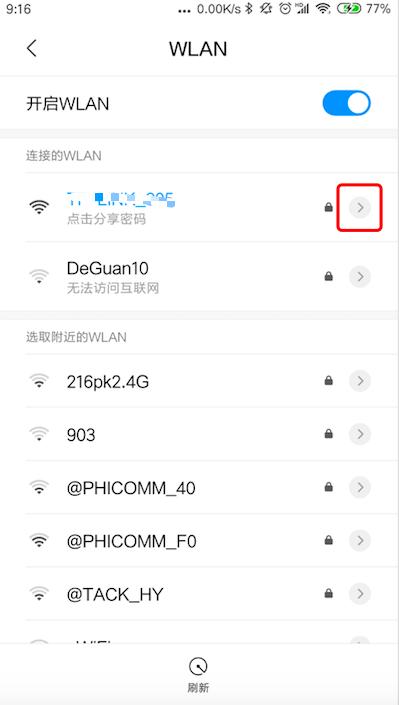 9:16 ... 0.00K/s HD 77%
WLAN
开启WLAN
连接的WLAN
点击分享密码
DeGuan10
无法访问互联网
选取附近的WLAN
216pk2.4G
903
@PHICOMM_40
@PHICOMM_F0
@TACK_HY
刷新